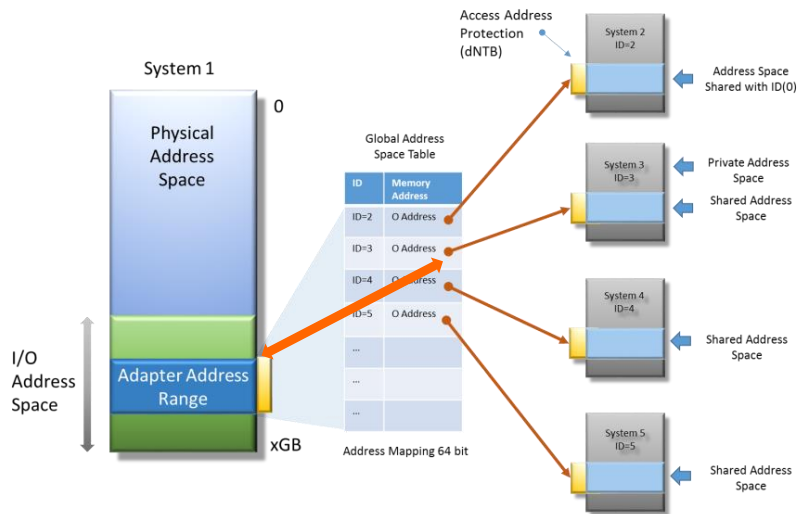 System 1
0
Physical
Address
Space
I/O
Address
Space
Adapter Address
Range
xGB
Global Address
Space Table
ID Memory
Address
ID=2 O Address
ID=3 O Address
ID=4 O Address
ID=5 O Address
...
...
...
Address Mapping 64 bit
Access Address
Protection
(dNTB)
System 2
ID=2
Address Space
Shared with ID(0)
System 3
ID=3
Private Address
Space
Shared Address
Space
System 4
ID=4
Shared Address
Space
System 5
ID=5
Shared Address
Space